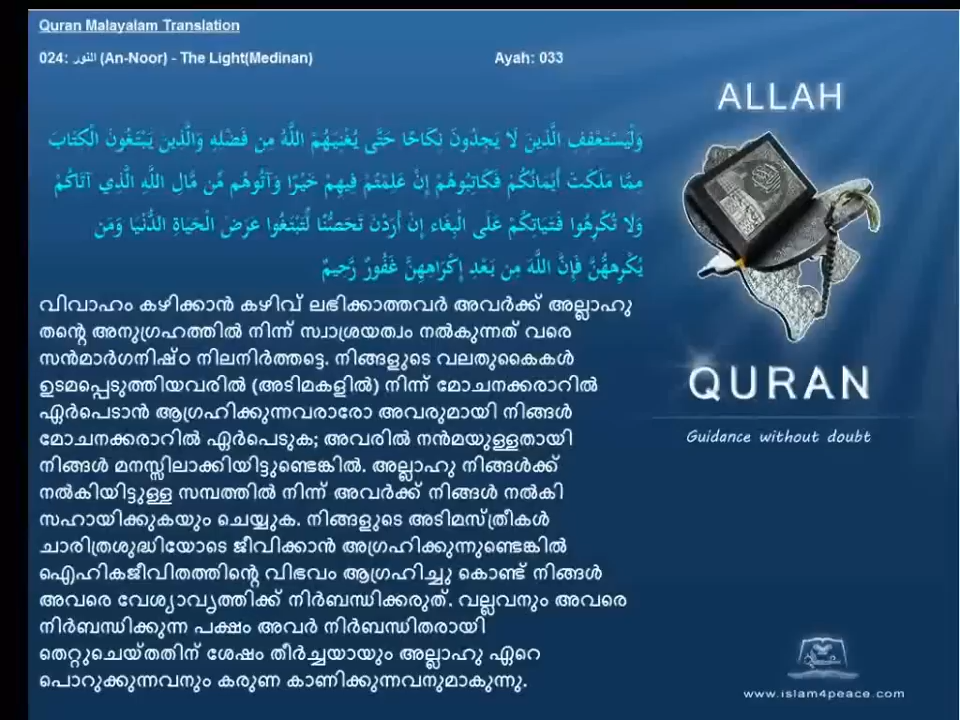 Quran Malayalam Translation
024: النور (An-Noor) - The Light(Medinan)
Ayah: 033
وَلْيَسْتَعْفِفِ الَّذِينَ لَا يَجِدُونَ نِكَاحًا حَتَّى يُغْنِيَهُمْ اللَّهُ مِن فَضْلِهِ وَالَّذِينَ يَبْتَغُونَ الْكِتَابَ
مِمَّا مَلَكَتْ أَيْمَانُكُمْ فَكَاتِبُوهُمْ إِنْ عَلِمْتُمْ فِيهِمْ خَيْرًا وَآتُوهُم مِّن مَّالِ اللَّهِ الَّذِي آتَاكُمْ
وَلَا تُكْرِهُوا فَتَيَاتِكُمْ عَلَى الْبِغَاء إِنْ أَرَدْنَ تَحَصُّنًا لِّتَبْتَغُوا عَرَضَ الْحَيَاةِ الدُّنْيَا وَمَن
يُكْرِههُّنَّ فَإِنَّ اللَّهَ مِن بَعْدِ إِكْرَاهِهِنَّ غَفُورٌ رَّحِيمٌ
വിവാഹം കഴിക്കാൻ കഴിവ് ലഭിക്കാത്തവർ അവർക്ക് അല്ലാഹു
തന്റെ അനുഗ്രഹത്തിൽ നിന്ന് സ്വാശ്രയത്വം നൽകുന്നത് വരെ
സൻമാർഗനിഷ്ഠ നിലനിർത്തട്ടെ. നിങ്ങളുടെ വലതുകൈകൾ
ഉടമപ്പെടുത്തിയവരിൽ (അടിമകളിൽ) നിന്ന് മോചനക്കരാറിൽ
ഏർപെടാൻ ആഗ്രഹിക്കുന്നവരാരോ അവരുമായി നിങ്ങൾ
മോചനക്കരാറിൽ ഏർപെടുക; അവരിൽ നൻമയുള്ളതായി
നിങ്ങൾ മനസ്സിലാക്കിയിട്ടുണ്ടെങ്കിൽ. അല്ലാഹു നിങ്ങൾക്ക്
നൽകിയിട്ടുള്ള സമ്പത്തിൽ നിന്ന് അവർക്ക് നിങ്ങൾ നൽകി
സഹായിക്കുകയും ചെയ്യുക. നിങ്ങളുടെ അടിമസ്ത്രീകൾ
ചാരിത്രശുദ്ധിയോടെ ജീവിക്കാൻ അഗ്രഹിക്കുന്നുണ്ടെങ്കിൽ
ഐഹികജീവിതത്തിന്റെ വിഭവം ആഗ്രഹിച്ചു കൊണ്ട് നിങ്ങൾ
അവരെ വേശ്യാവൃത്തിക്ക് നിർബന്ധിക്കരുത്. വല്ലവനും അവരെ
നിർബന്ധിക്കുന്ന പക്ഷം അവർ നിർബന്ധിതരായി
തെറ്റുചെയ്തതിന് ശേഷം തീർച്ചയായും അല്ലാഹു ഏറെ
പൊറുക്കുന്നവനും കരുണ കാണിക്കുന്നവനുമാകുന്നു.
ALLAH
QURAN
Guidance without doubt
www.islam4peace.com